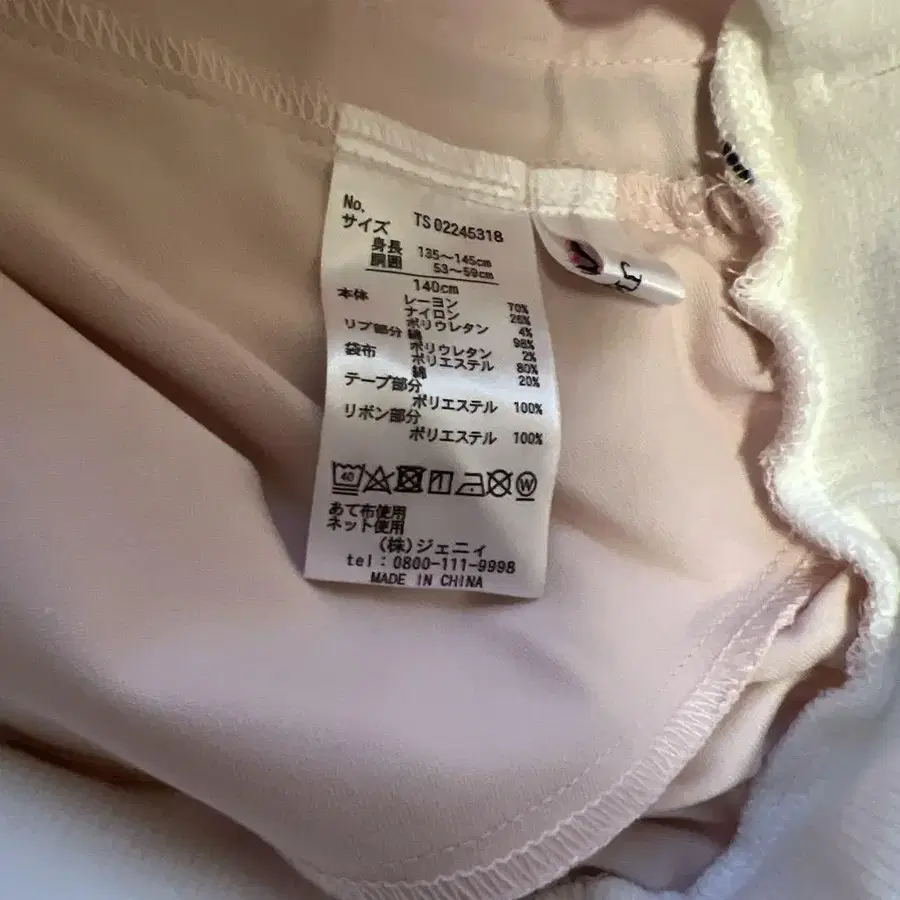 No. TS 02245318
サイズ
身長 135～145cm
胴囲 53～59cm
140cm
本体 レーヨン 70%
ナイロン 26%
ポリウレタン 4%
リブ部分 綿 98%
ポリウレタン 2%
袋布 ポリエステル 80%
綿 20%
テープ部分
ポリエステル 100%
リボン部分
ポリエステル 100%
40
W
あて布使用
ネット使用
(株)ジェニィ
tel：0800-111-9998
MADE IN CHINA